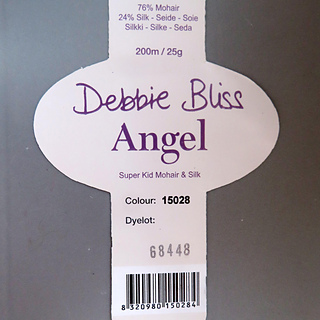 76% Mohair
24% Silk - Seide - Soie
Silkki - Silke - Seda
200m / 25g
Debbie Bliss
Angel
Super Kid Mohair & Silk
Colour: 15028
Dyelot:
68448
8 320980 150284